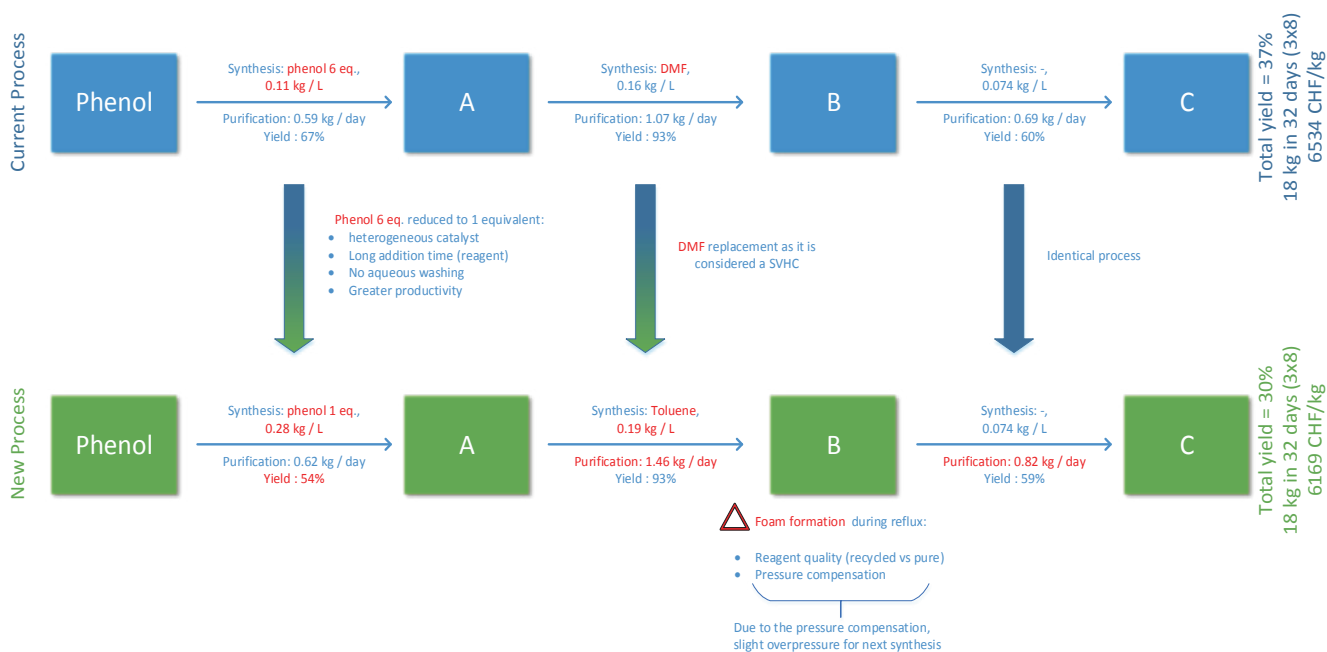 Current Process
Phenol
Synthesis: phenol 6 eq.,
0.11 kg / L
Purification: 0.59 kg / day
Yield : 67%
A
Synthesis: DMF,
0.16 kg / L
Purification: 1.07 kg / day
Yield : 93%
B
Synthesis: -,
0.074 kg / L
Purification: 0.69 kg / day
Yield : 60%
C
Total yield = 37%
18 kg in 32 days (3x8)
6534 CHF/kg
Phenol 6 eq. reduced to 1 equivalent:
• heterogeneous catalyst
• Long addition time (reagent)
• No aqueous washing
• Greater productivity
DMF replacement as it is
considered a SVHC
Identical process
New Process
Phenol
Synthesis: phenol 1 eq.,
0.28 kg / L
Purification: 0.62 kg / day
Yield : 54%
A
Synthesis: Toluene,
0.19 kg / L
Purification: 1.46 kg / day
Yield : 93%
B
Synthesis: -,
0.074 kg / L
Purification: 0.82 kg / day
Yield : 59%
C
Total yield = 30%
18 kg in 32 days (3x8)
6169 CHF/kg
Foam formation during reflux:
• Reagent quality (recycled vs pure)
• Pressure compensation
Due to the pressure compensation,
slight overpressure for next synthesis